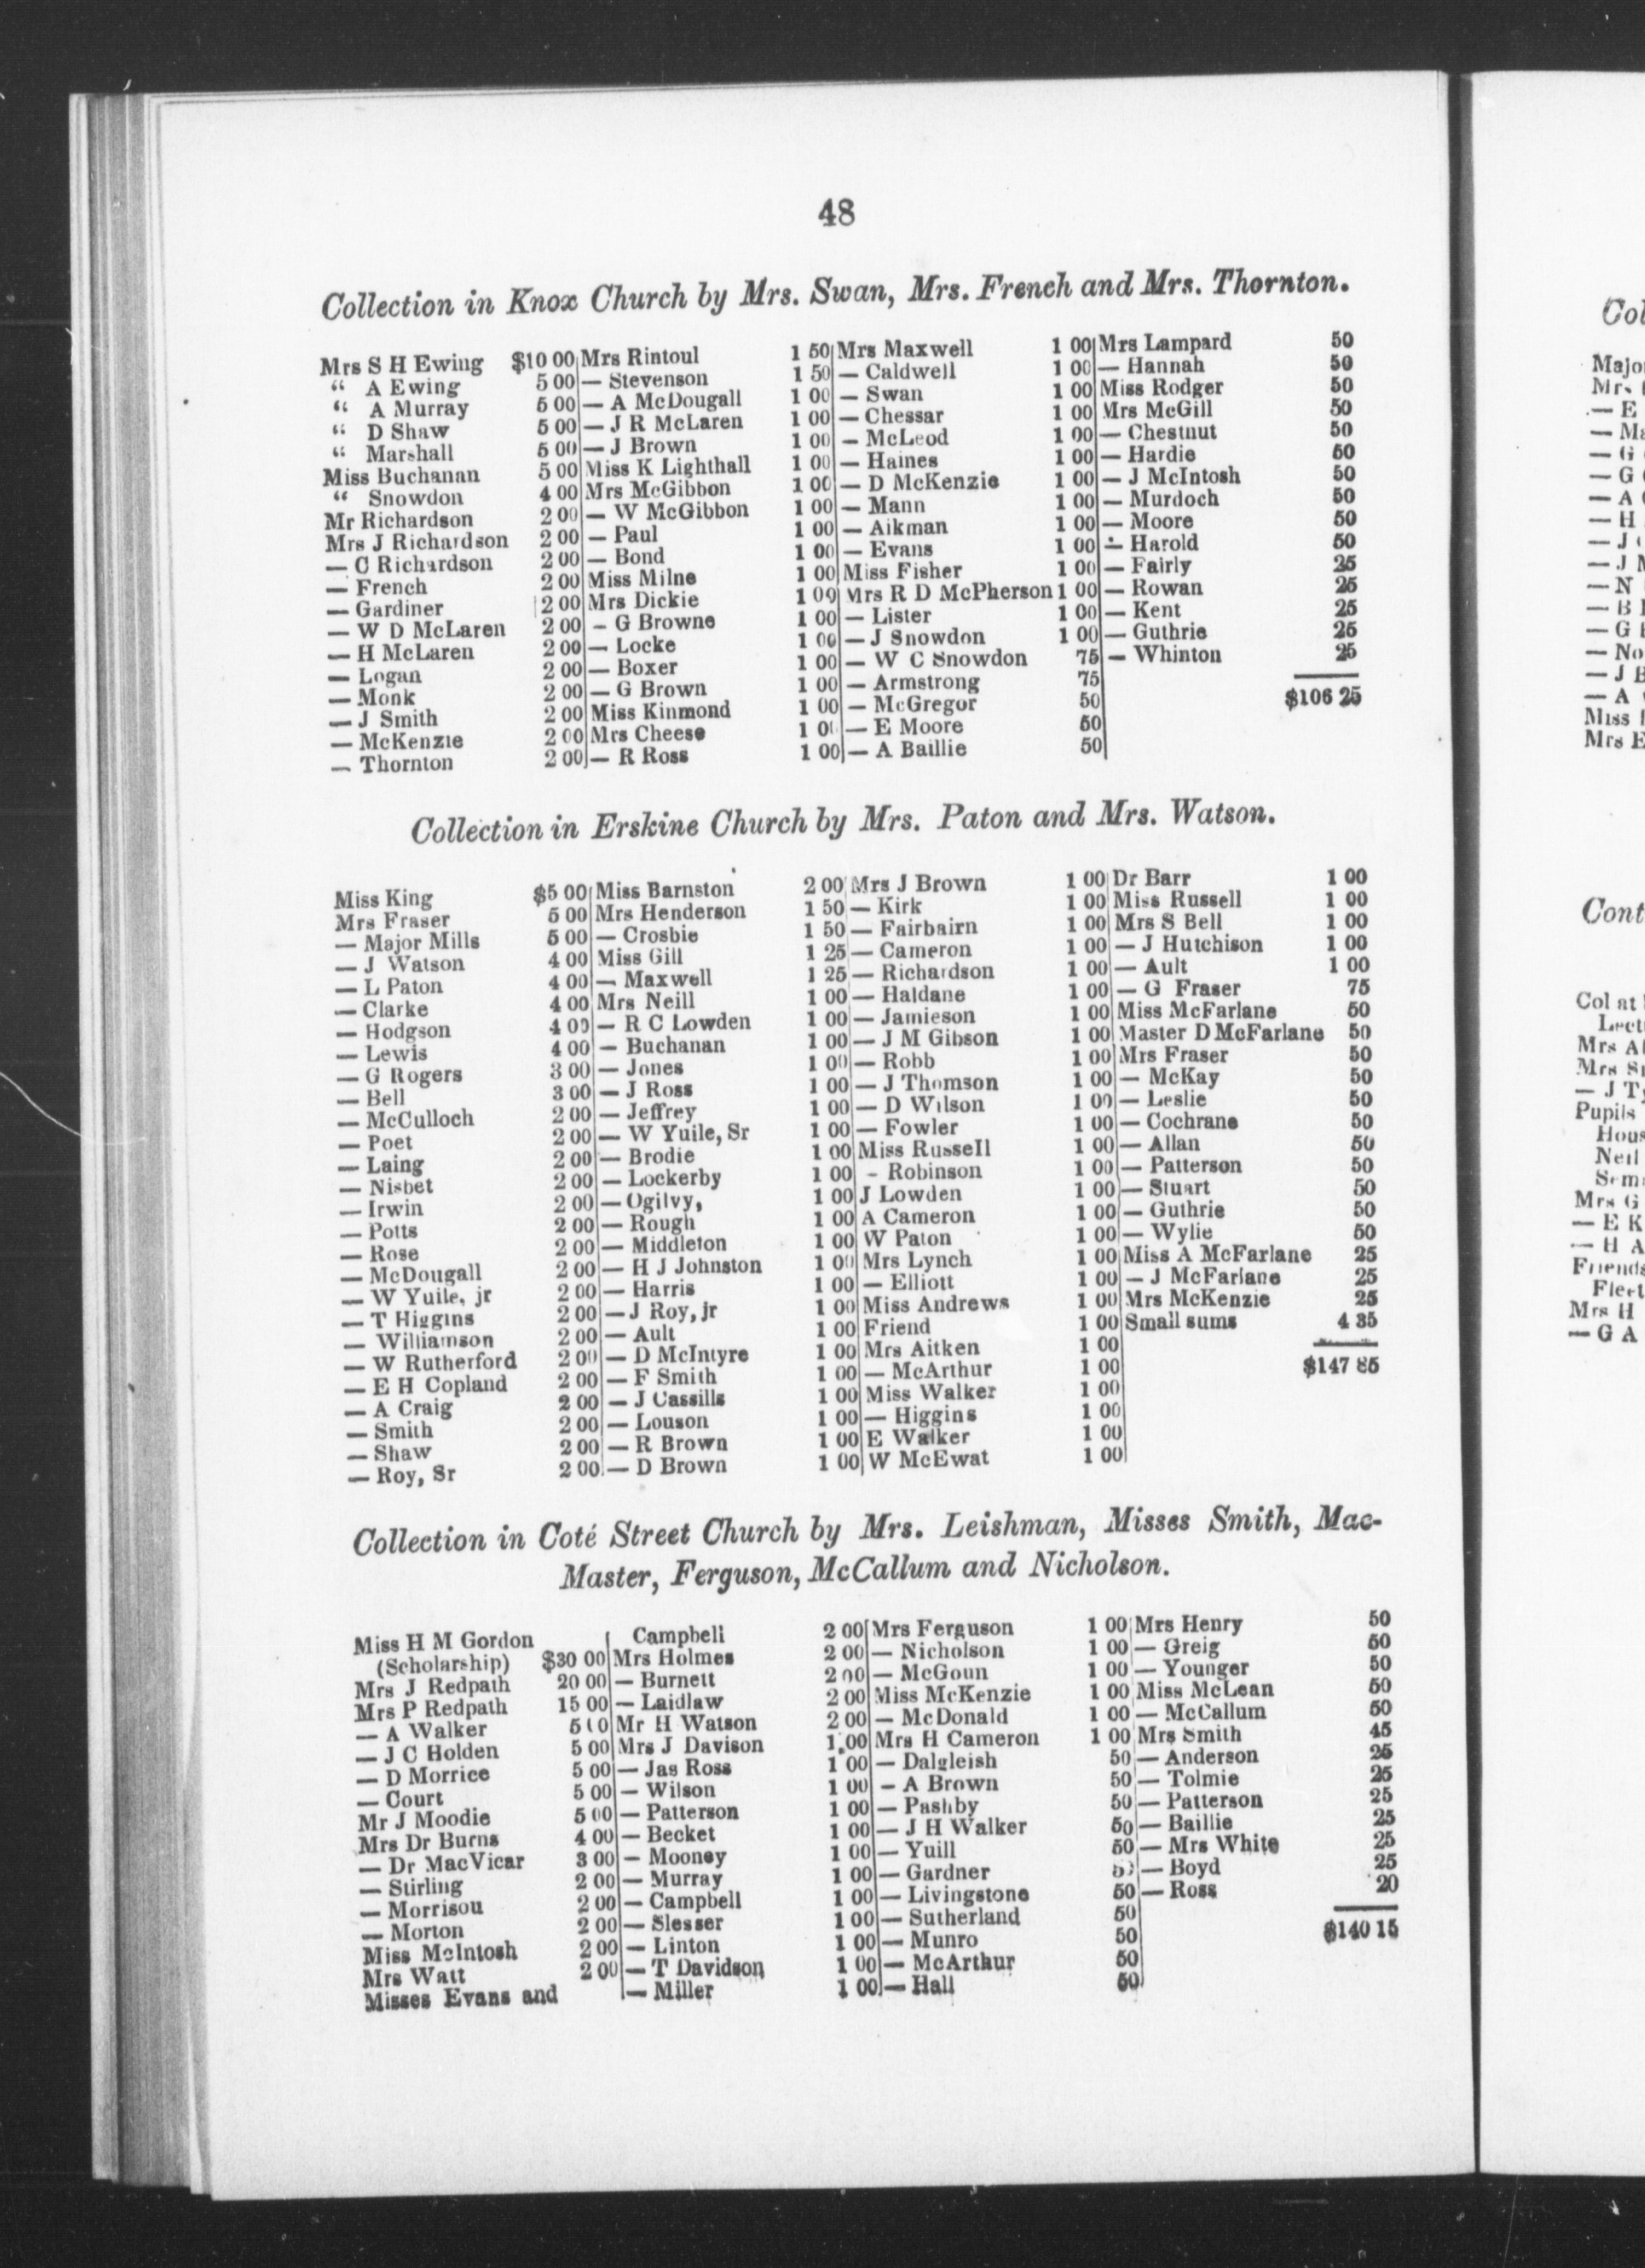 48
Collection in Knox Church by Mrs. Swan, Mrs. French and Mrs. Thornton.
Mrs S H Ewing $10 00
“ A Ewing 5 00
“ A Murray 5 00
“ D Shaw 5 00
“ Marshall 5 00
Miss Buchanan 5 00
“ Snowdon 4 00
Mr Richardson 2 00
Mrs J Richardson 2 00
— C Richardson 2 00
— French 2 00
— Gardiner 2 00
— W D McLaren 2 00
— H McLaren 2 00
— Logan 2 00
— Monk 2 00
— J Smith 2 00
— McKenzie 2 00
— Thornton 2 00
Mrs Rintoul 1 50
— Stevenson 1 50
— A McDougall 1 00
— J R McLaren 1 00
— J Brown 1 00
Miss K Lighthall 1 00
Mrs McGibbon 1 00
— W McGibbon 1 00
— Paul 1 00
— Bond 1 00
Miss Milne 1 00
Mrs Dickie 1 00
— G Browne 1 00
— Locke 1 00
— Boxer 1 00
— G Brown 1 00
Miss Kinmond 1 00
Mrs Cheese 1 00
— R Ross 1 00
Mrs Maxwell 1 00
— Caldwell 1 00
— Swan 1 00
— Chessar 1 00
— McLeod 1 00
— Haines 1 00
— D McKenzie 1 00
— Mann 1 00
— Aikman 1 00
— Evans 1 00
Miss Fisher 1 00
Mrs R D McPherson 1 00
— Lister 1 00
— J Snowdon 1 00
— W C Snowdon 75
— Armstrong 75
— McGregor 50
— E Moore 50
— A Baillie 50
Mrs Lampard 50
— Hannah 50
Miss Rodger 50
Mrs McGill 50
— Chestnut 50
— Hardie 50
— J McIntosh 50
— Murdoch 50
— Moore 50
— Harold 50
— Fairly 25
— Rowan 25
— Kent 25
— Guthrie 25
— Whinton 25
$106 25
Collection in Erskine Church by Mrs. Paton and Mrs. Watson.
Miss King $5 00
Mrs Fraser 5 00
— Major Mills 5 00
— J Watson 4 00
— L Paton 4 00
— Clarke 4 00
— Hodgson 4 00
— Lewis 4 00
— G Rogers 3 00
— Bell 3 00
— McCulloch 2 00
— Poet 2 00
— Laing 2 00
— Nisbet 2 00
— Irwin 2 00
— Potts 2 00
— Rose 2 00
— McDougall 2 00
— W Yuile, jr 2 00
— T Higgins 2 00
— Williamson 2 00
— W Rutherford 2 00
— E H Copland 2 00
— A Craig 2 00
— Smith 2 00
— Shaw 2 00
— Roy, Sr 2 00
Miss Barnston 2 00
Mrs Henderson 1 50
— Crosbie 1 50
Miss Gill 1 25
— Maxwell 1 25
Mrs Neill 1 00
— R C Lowden 1 00
— Buchanan 1 00
— Jones 1 00
— J Ross 1 00
— Jeffrey 1 00
— W Yuile, Sr 1 00
— Brodie 1 00
— Lockerby 1 00
— Ogilvy, 1 00
— Rough 1 00
— Middleton 1 00
— H J Johnston 1 00
— Harris 1 00
— J Roy, jr 1 00
— Ault 1 00
— D McIntyre 1 00
— F Smith 1 00
— J Cassills 1 00
— Louson 1 00
— R Brown 1 00
— D Brown 1 00
Mrs J Brown 1 00
— Kirk 1 00
— Fairbairn 1 00
— Cameron 1 00
— Richardson 1 00
— Haldane 1 00
— Jamieson 1 00
— J M Gibson 1 00
— Robb 1 00
— J Thomson 1 00
— D Wilson 1 00
— Fowler 1 00
Miss Russell 1 00
- Robinson 1 00
J Lowden 1 00
A Cameron 1 00
W Paton 1 00
Mrs Lynch 1 00
— Elliott 1 00
Miss Andrews 1 00
Friend 1 00
Mrs Aitken 1 00
— McArthur 1 00
Miss Walker 1 00
— Higgins 1 00
E Walker 1 00
W McEwat 1 00
Dr Barr 1 00
Miss Russell 1 00
Mrs S Bell 1 00
— J Hutchison 1 00
— Ault 1 00
— G Fraser 75
Miss McFarlane 50
Master D McFarlane 50
Mrs Fraser 50
— McKay 50
— Leslie 50
— Cochrane 50
— Allan 50
— Patterson 50
— Stuart 50
— Guthrie 50
— Wylie 50
Miss A McFarlane 25
— J McFarlane 25
Mrs McKenzie 25
Small sums 4 35
$147 85
Collection in Coté Street Church by Mrs. Leishman, Misses Smith, Mac-
Master, Ferguson, McCallum and Nicholson.
Miss H M Gordon
(Scholarship) $30 00
Mrs J Redpath 20 00
Mrs P Redpath 15 00
— A Walker 5 00
— J C Holden 5 00
— D Morrice 5 00
— Court 5 00
Mr J Moodie 5 00
Mrs Dr Burns 4 00
— Dr MacVicar 3 00
— Stirling 2 00
— Morrisou 2 00
— Morton 2 00
Miss McIntosh 2 00
Mrs Watt 2 00
Misses Evans and
Campbell 2 00
Mrs Holmes 2 00
— Burnett 2 00
— Laidlaw 2 00
Mr H Watson 2 00
Mrs J Davison 1 00
— Jas Ross 1 00
— Wilson 1 00
— Patterson 1 00
— Becket 1 00
— Mooney 1 00
— Murray 1 00
— Campbell 1 00
— Slesser 1 00
— Linton 1 00
— T Davidson 1 00
— Miller 1 00
Mrs Ferguson 1 00
— Nicholson 1 00
— McGoun 1 00
Miss McKenzie 1 00
— McDonald 1 00
Mrs H Cameron 1 00
— Dalgleish 50
— A Brown 50
— Pashby 50
— J H Walker 50
— Yuill 50
— Gardner 50
— Livingstone 50
— Sutherland 50
— Munro 50
— McArthur 50
— Hall 50
Mrs Henry 50
— Greig 50
— Younger 50
Miss McLean 50
— McCallum 50
Mrs Smith 45
— Anderson 25
— Tolmie 25
— Patterson 25
— Baillie 25
— Mrs White 25
— Boyd 25
— Ross 20
$140 15